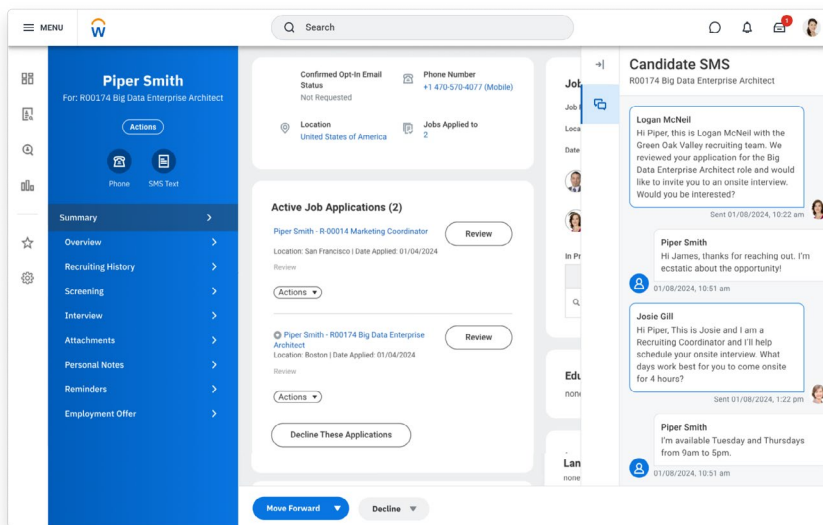 MENU
Search
1
Piper Smith
For: R00174 Big Data Enterprise Architect
Actions
Phone
SMS Text
Summary
Overview
Recruiting History
Screening
Interview
Attachments
Personal Notes
Reminders
Employment Offer
Confirmed Opt-In Email
Status
Not Requested
Phone Number
+1 470-570-4077 (Mobile)
Location
United States of America
Jobs Applied to
2
Active Job Applications (2)
Piper Smith - R-00014 Marketing Coordinator
Location: San Francisco | Date Applied: 01/04/2024
Review
Actions
Review
Piper Smith - R00174 Big Data Enterprise
Architect
Location: Boston | Date Applied: 01/04/2024
Review
Actions
Review
Decline These Applications
Move Forward
Decline
Job
Job
Loca
Date
In Pr
Edu
none
Lan
none
Candidate SMS
R00174 Big Data Enterprise Architect
Logan McNeil
Hi Piper, this is Logan McNeil with the
Green Oak Valley recruiting team. We
reviewed your application for the Big
Data Enterprise Architect role and would
like to invite you to an onsite interview.
Would you be interested?
Sent 01/08/2024, 10:22 am
Piper Smith
Hi James, thanks for reaching out. I'm
ecstatic about the opportunity!
01/08/2024, 10:51 am
Josie Gill
Hi Piper, This is Josie and I am a
Recruiting Coordinator and I'll help
schedule your onsite interview. What
days work best for you to come onsite
for 4 hours?
Sent 01/08/2024, 1:22 pm
Piper Smith
I'm available Tuesday and Thursdays
from 9am to 5pm.
01/08/2024, 10:51 am